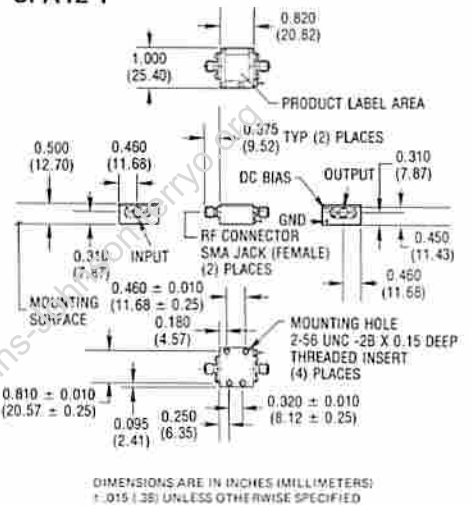 0.820
(20.82)
1.000
(25.40)
PRODUCT LABEL AREA
0.375 TYP (2) PLACES
(9.52)
0.500
(12.70)
0.460
(11.68)
DC BIAS
OUTPUT
0.310
(7.87)
GND
INPUT
0.310
(7.87)
RF CONNECTOR
SMA JACK (FEMALE)
(2) PLACES
0.450
(11.43)
0.460
(11.68)
MOUNTING
SURFACE
0.460 ± 0.010
(11.68 ± 0.25)
0.180
(4.57)
MOUNTING HOLE
2-56 UNC -2B X 0.15 DEEP
THREADED INSERT
(4) PLACES
0.810 ± 0.010
(20.57 ± 0.25)
0.095
(2.41)
0.250
(6.35)
0.320 ± 0.010
(8.12 ± 0.25)
DIMENSIONS ARE IN INCHES (MILLIMETERS)
± .015 (.38) UNLESS OTHERWISE SPECIFIED